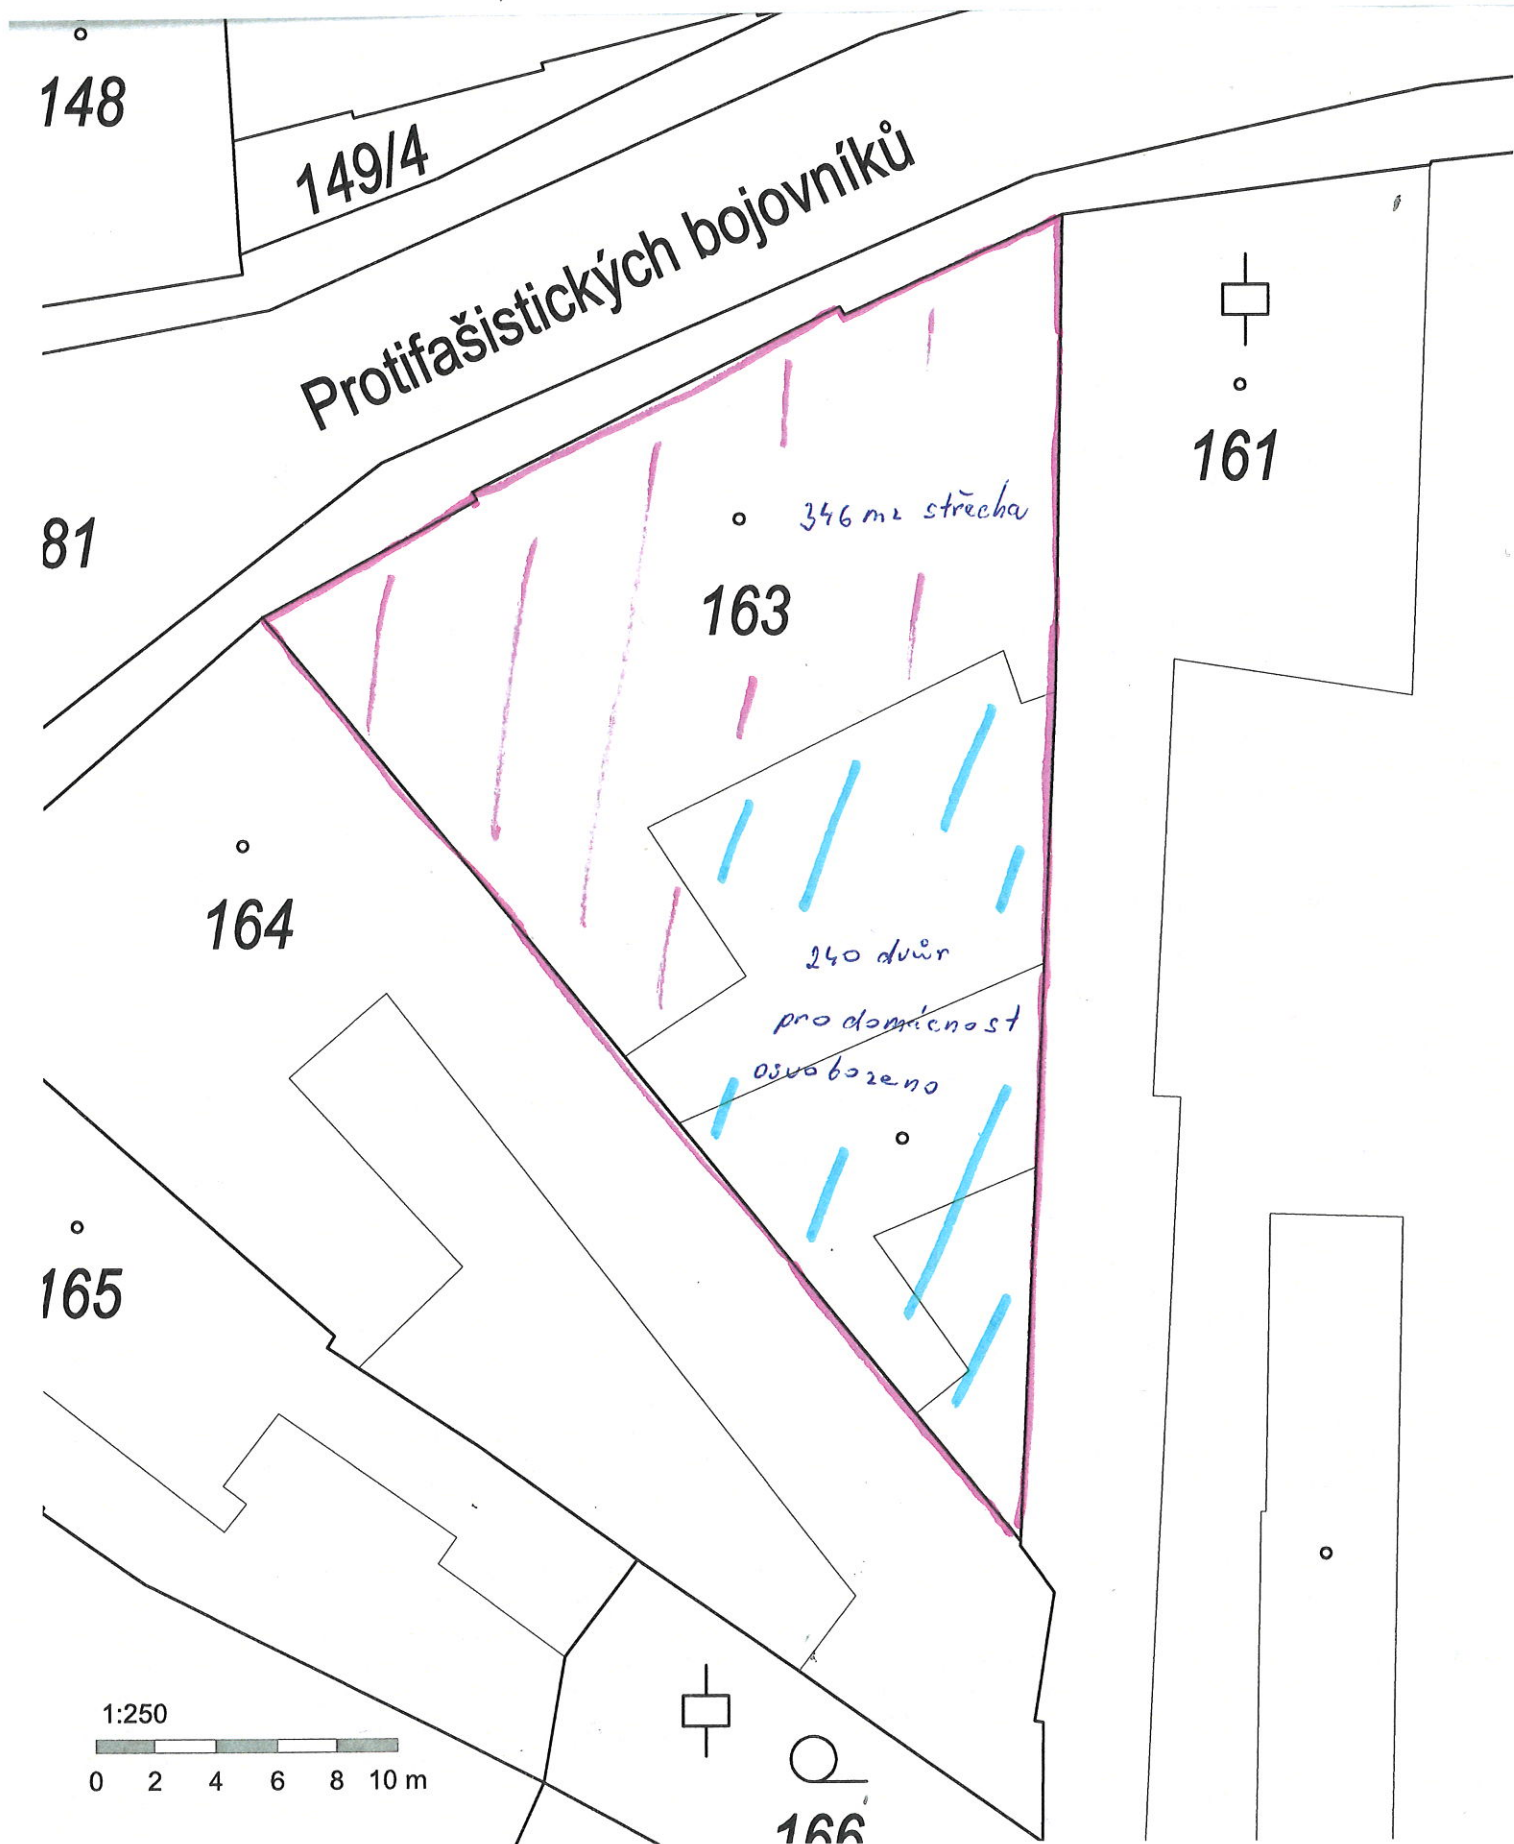 148
149/4
Protifašistických bojovníků
161
81
346 m2 střecha
163
164
240 dvůr
pro domácnost
osvobozeno
165
1:250
0 2 4 6 8 10 m
166